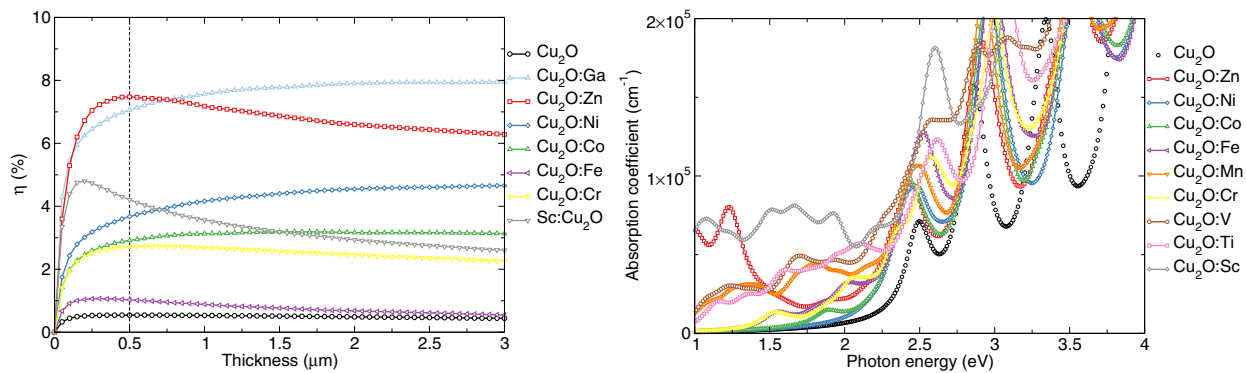 10
8
6
4
2
0
η (%)
0
0.5
1
1.5
2
2.5
3
Thickness (μm)
Cu2O
Cu2O:Ga
Cu2O:Zn
Cu2O:Ni
Cu2O:Co
Cu2O:Fe
Cu2O:Cr
Sc:Cu2O
2×10^5
1×10^5
0
Absorption coefficient (cm^-1)
1
1.5
2
2.5
3
3.5
4
Photon energy (eV)
Cu2O
Cu2O:Zn
Cu2O:Ni
Cu2O:Co
Cu2O:Fe
Cu2O:Mn
Cu2O:Cr
Cu2O:V
Cu2O:Ti
Cu2O:Sc